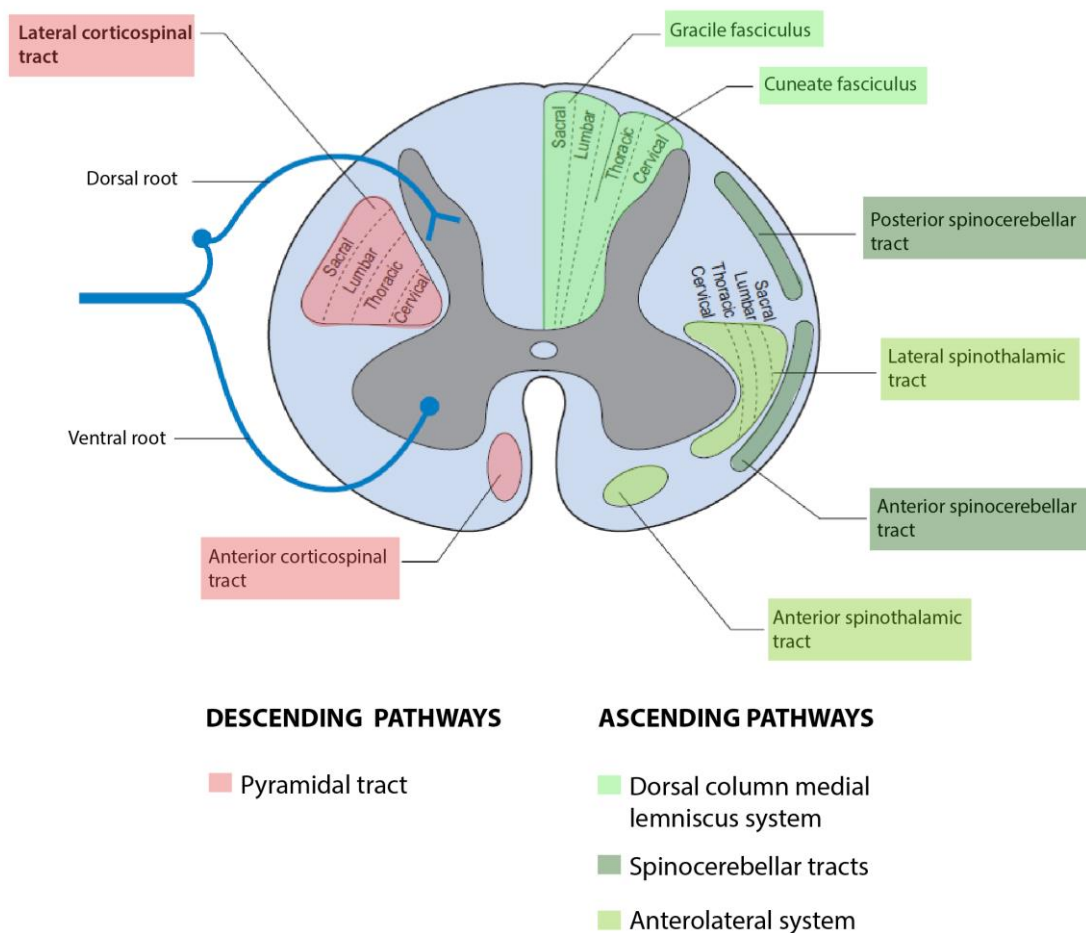 Lateral corticospinal
tract
Gracile fasciculus
Cuneate fasciculus
Dorsal root
Sacral
Lumbar
Thoracic
Cervical
Sacral
Lumbar
Thoracic
Cervical
Posterior spinocerebellar
tract
Sacral
Lumbar
Thoracic
Cervical
Lateral spinothalamic
tract
Ventral root
Anterior spinocerebellar
tract
Anterior corticospinal
tract
Anterior spinothalamic
tract
DESCENDING PATHWAYS
Pyramidal tract
ASCENDING PATHWAYS
Dorsal column medial
lemniscus system
Spinocerebellar tracts
Anterolateral system